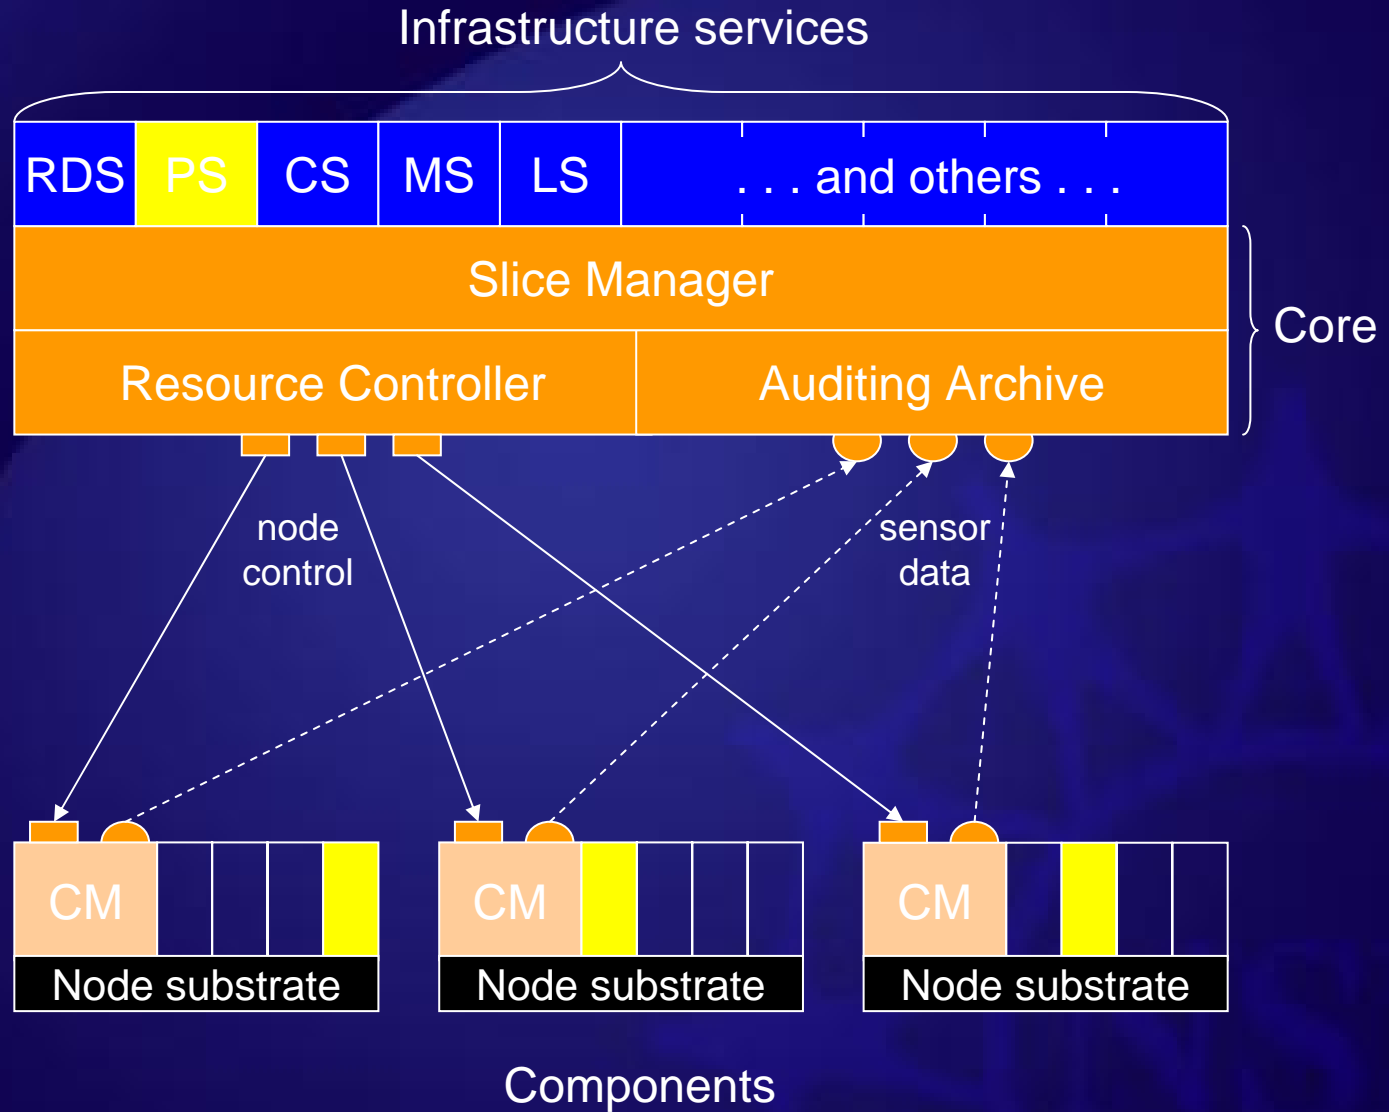 Infrastructure services
RDS PS CS MS LS . . . and others . . .
Slice Manager
Core
Resource Controller Auditing Archive
node
control
sensor
data
CM CM CM
Node substrate Node substrate Node substrate
Components